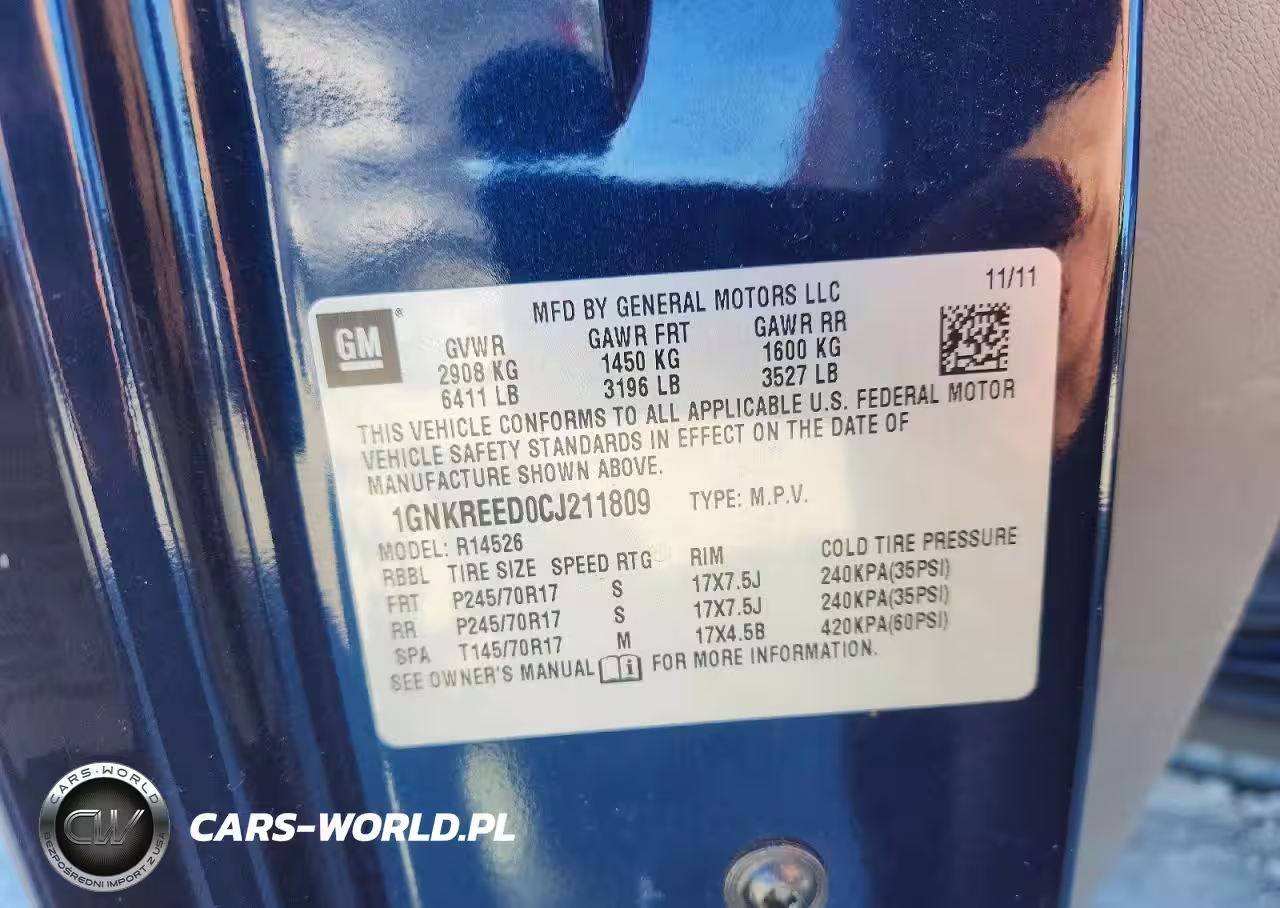 11/11
MFD BY GENERAL MOTORS LLC
GM®
GVWR GAWR FRT GAWR RR
2908 KG 1450 KG 1600 KG
6411 LB 3196 LB 3527 LB
THIS VEHICLE CONFORMS TO ALL APPLICABLE U.S. FEDERAL MOTOR
VEHICLE SAFETY STANDARDS IN EFFECT ON THE DATE OF
MANUFACTURE SHOWN ABOVE.
1GNKREED0CJ211809 TYPE: M.P.V.
MODEL: R14526
RBBL TIRE SIZE SPEED RTG RIM COLD TIRE PRESSURE
FRT P245/70R17 S 17X7.5J 240KPA(35PSI)
RR P245/70R17 S 17X7.5J 240KPA(35PSI)
SPA T145/70R17 M 17X4.5B 420KPA(60PSI)
SEE OWNER'S MANUAL FOR MORE INFORMATION.
CARS-WORLD
CW
BEZPOŚREDNI IMPORT Z USA
CARS-WORLD.PL